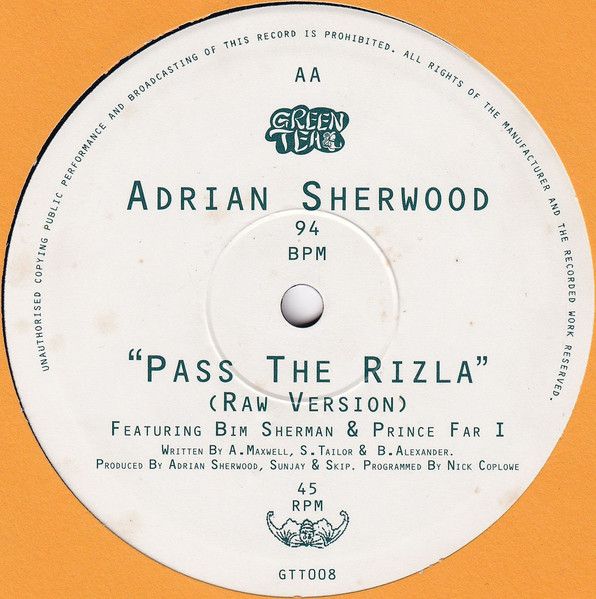 UNAUTHORISED COPYING PUBLIC PERFORMANCE AND BROADCASTING OF THIS RECORD IS PROHIBITED. ALL RIGHTS OF THE MANUFACTURER AND THE RECORDED WORK RESERVED.
AA
GREEN
TEA
ADRIAN SHERWOOD
94
BPM
“PASS THE RIZLA”
(RAW VERSION)
FEATURING BIM SHERMAN & PRINCE FAR I
WRITTEN BY A.MAXWELL, S.TAILOR & B.ALEXANDER.
PRODUCED BY ADRIAN SHERWOOD, SUNJAY & SKIP. PROGRAMMED BY NICK COPLOWE
45
RPM
GTT008